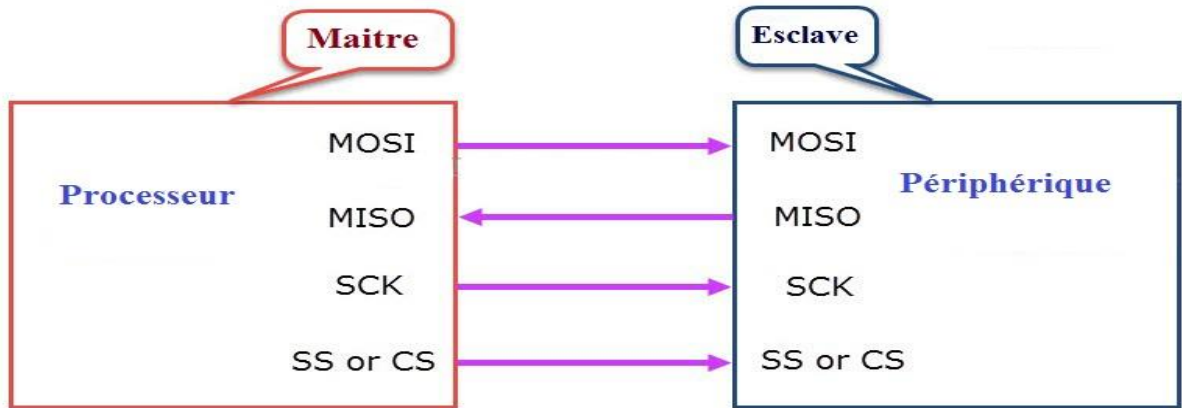 Maitre
Esclave
MOSI
MOSI
Processeur
Périphérique
MISO
MISO
SCK
SCK
SS or CS
SS or CS